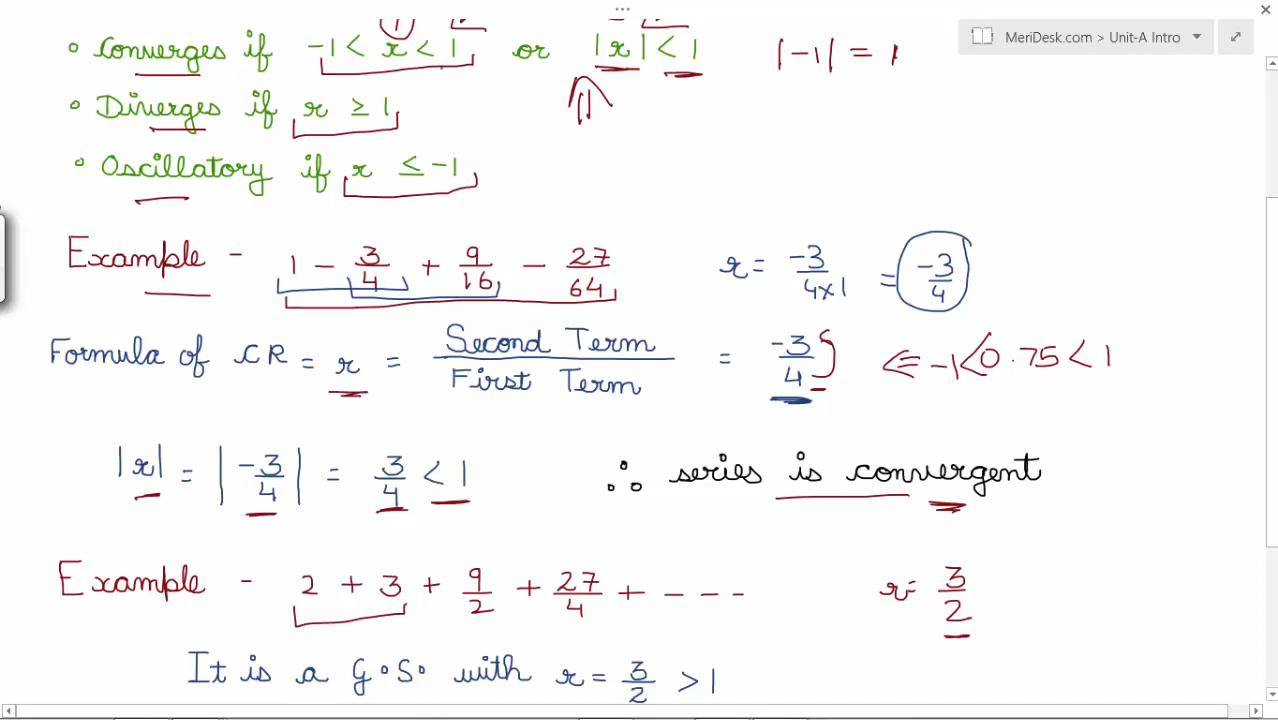 • Converges if -1 < r < 1 or |r| < 1 |-1| = 1
MeriDesk.com > Unit-A Intro
• Diverges if r ≥ 1
• Oscillatory if r ≤ -1
Example - 1 - 3/4 + 9/16 - 27/64 r = -3/4×1 = -3/4
Formula of CR = r = Second Term / First Term = -3/4 ⇐ -1 < 0.75 < 1
|r| = |-3/4| = 3/4 < 1 ∴ series is convergent
Example - 2 + 3 + 9/2 + 27/4 + - - - r = 3/2
It is a G.S. with r = 3/2 > 1